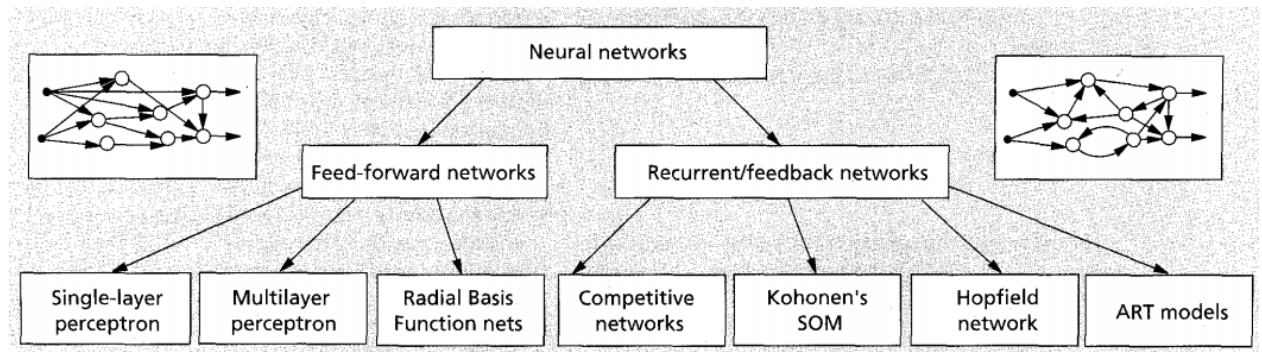 Neural networks
Feed-forward networks
Recurrent/feedback networks
Single-layer
perceptron
Multilayer
perceptron
Radial Basis
Function nets
Competitive
networks
Kohonen's
SOM
Hopfield
network
ART models